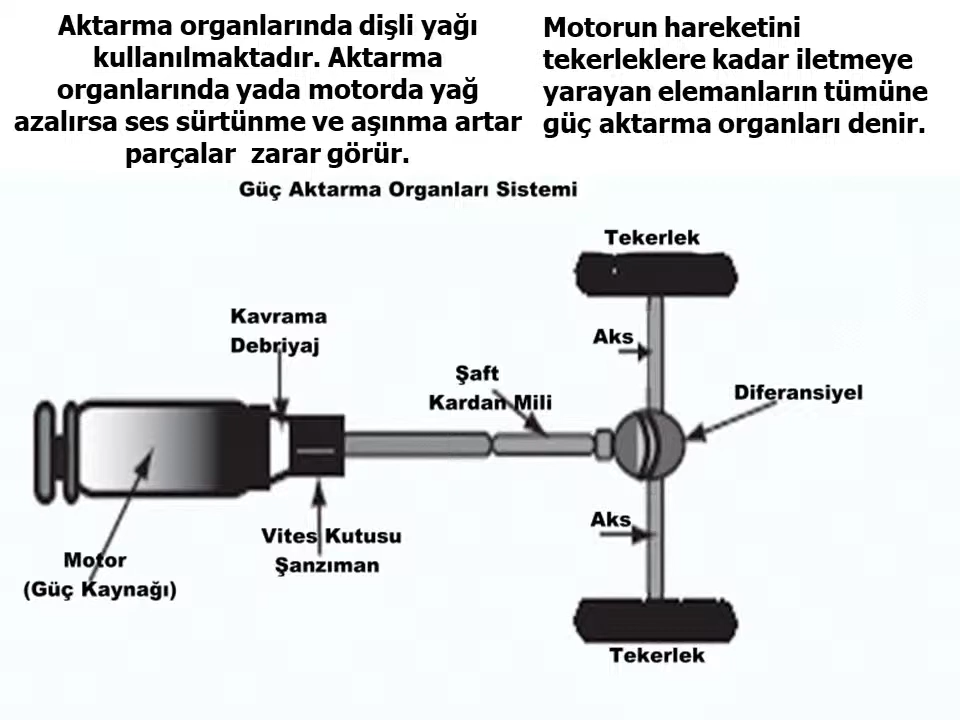 Aktarma organlarında dişli yağı
kullanılmaktadır. Aktarma
organlarında yada motorda yağ
azalırsa ses sürtünme ve aşınma artar
parçalar  zarar görür.
Motorun hareketini
tekerleklere kadar iletmeye
yarayan elemanların tümüne
güç aktarma organları denir.
Güç Aktarma Organları Sistemi
Tekerlek
Kavrama
Debriyaj
Aks
Şaft
Kardan Mili
Diferansiyel
Aks
Vites Kutusu
Şanzıman
Motor
(Güç Kaynağı)
Tekerlek